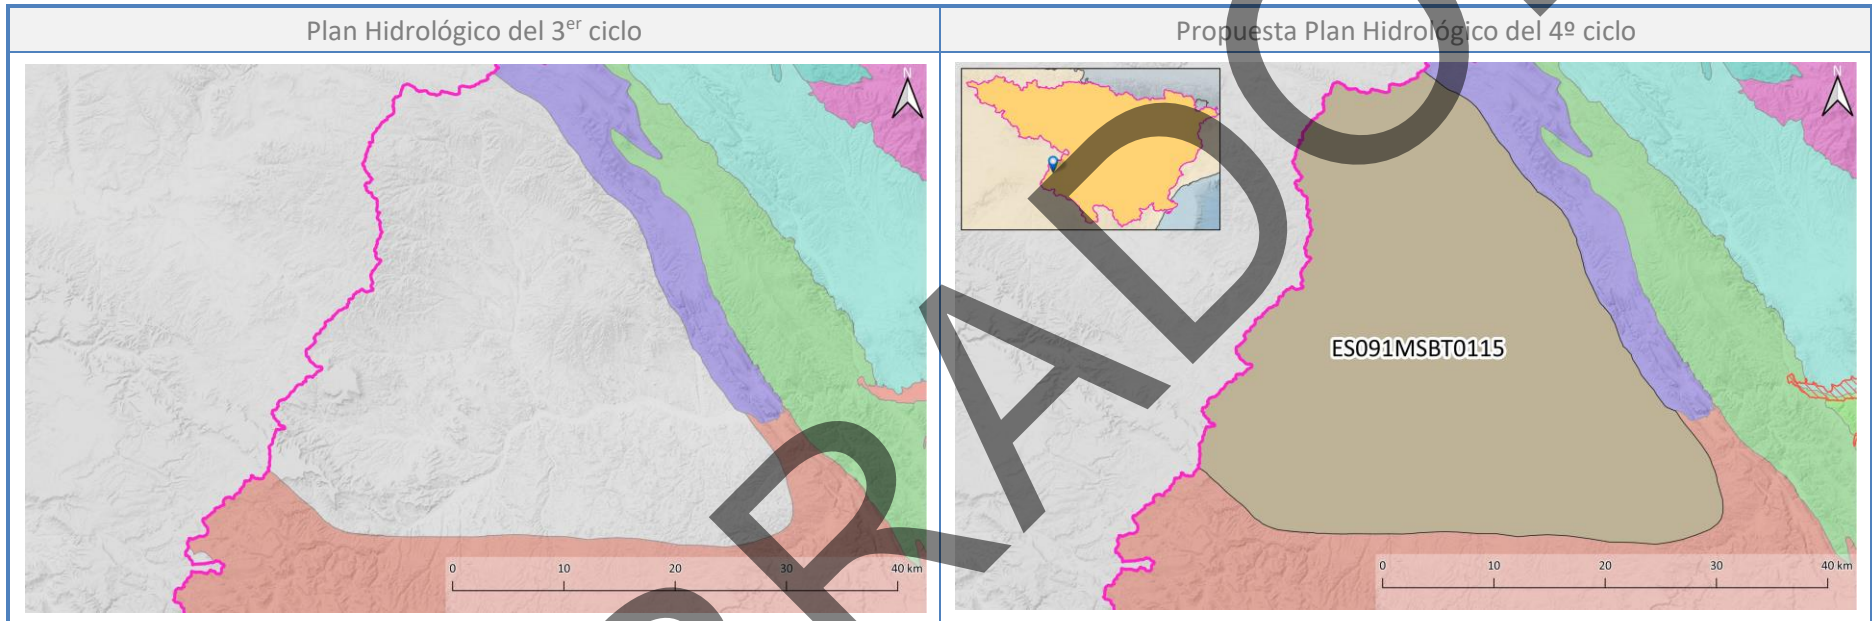 Plan Hidrológico del 3er ciclo
Propuesta Plan Hidrológico del 4º ciclo
N
N
ES091MSBT0115
0 10 20 30 40 km
0 10 20 30 40 km
RADO